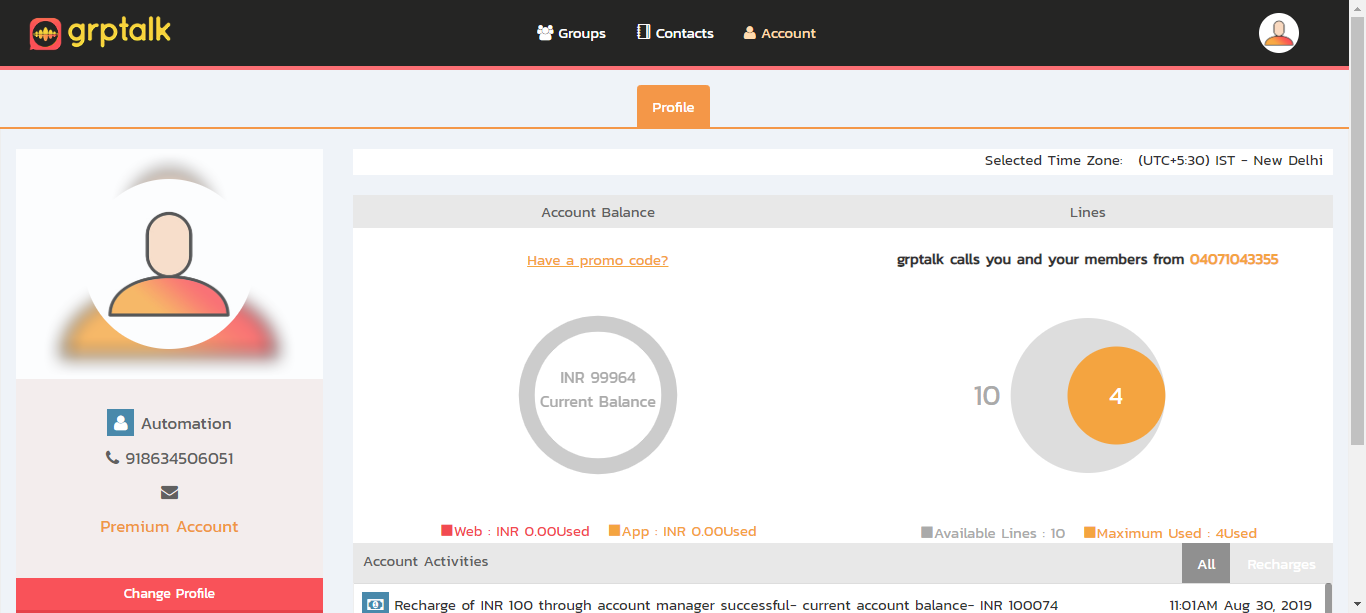 grptalk
Groups
Contacts
Account
Profile
Selected Time Zone: (UTC+5:30) IST - New Delhi
Account Balance
Lines
Have a promo code?
grptalk calls you and your members from 04071043355
INR 99964
Current Balance
10
4
Web : INR 0.00Used
App : INR 0.00Used
Available Lines : 10
Maximum Used : 4Used
Automation
918634506051
Premium Account
Change Profile
Account Activities
All
Recharges
Recharge of INR 100 through account manager successful- current account balance- INR 100074
11:01AM Aug 30, 2019